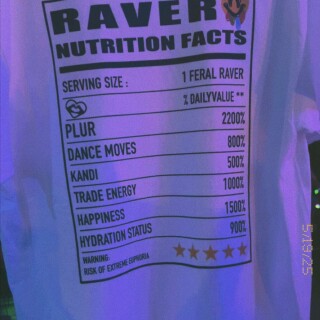 RAVER
NUTRITION FACTS
SERVING SIZE : 1 FERAL RAVER
% DAILYVALUE **
PLUR 2200%
DANCE MOVES 800%
KANDI 500%
TRADE ENERGY 1000%
HAPPINESS 1500%
HYDRATION STATUS 900%
WARNING:
RISK OF EXTREME EUPHORIA
5/19/25